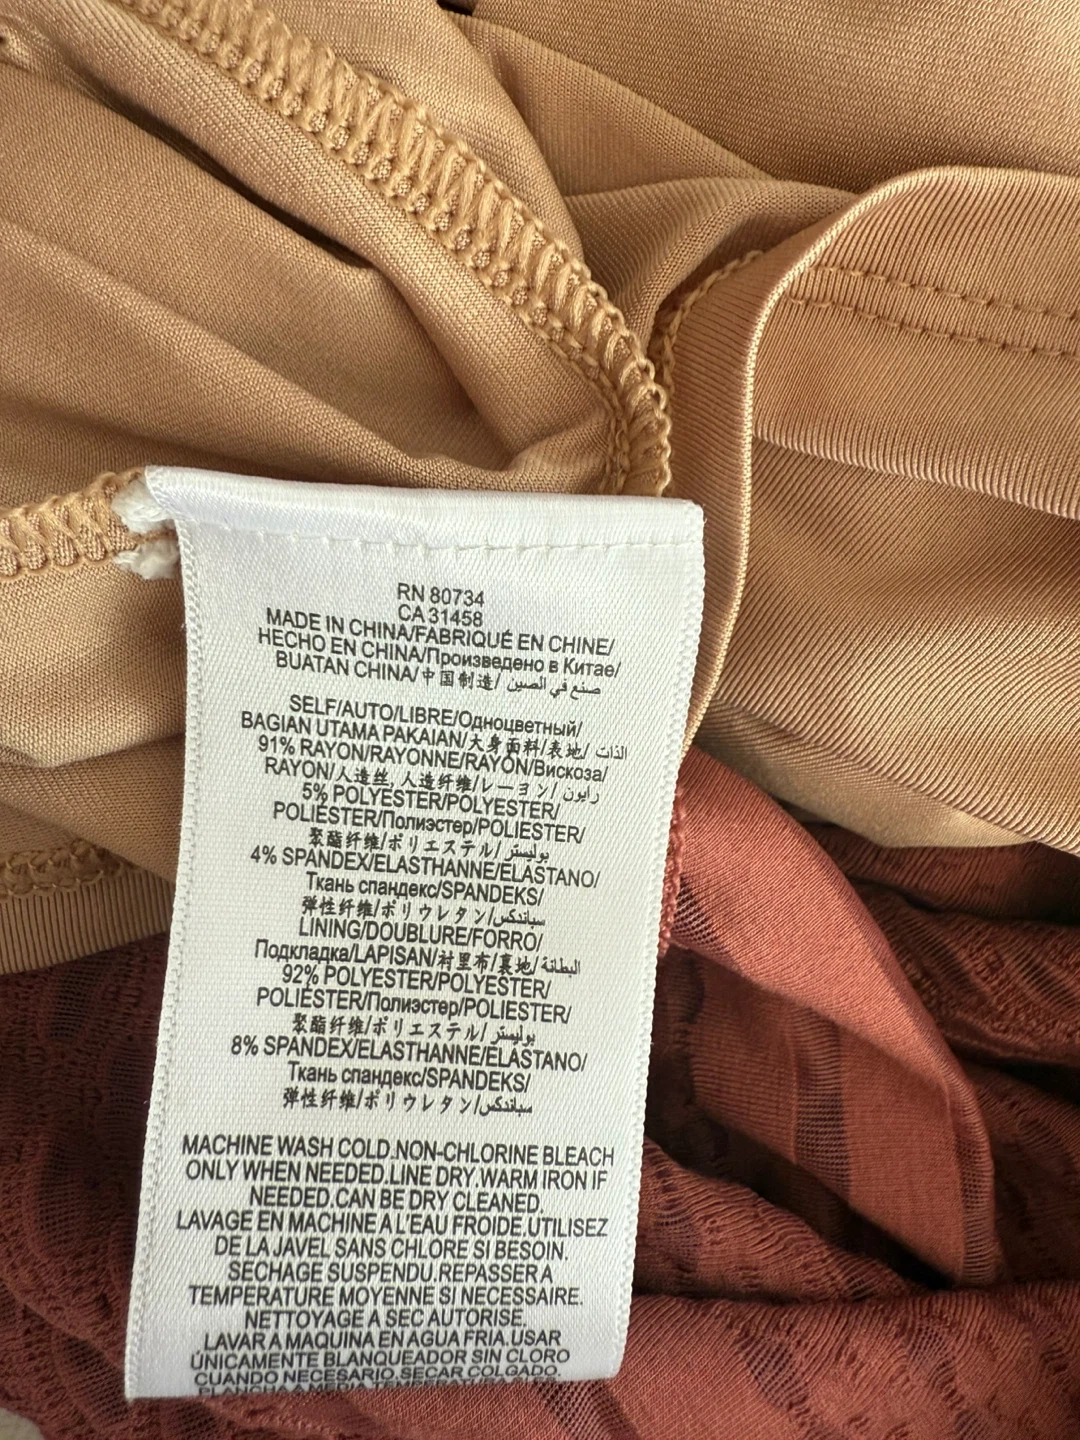 RN 80734
CA 31458
MADE IN CHINA/FABRIQUÉ EN CHINE/
HECHO EN CHINA/Произведено в Китае/
BUATAN CHINA/中国制造/ صنع في الصين
SELF/AUTO/LIBRE/Одноцветный/
BAGIAN UTAMA PAKAIAN/大身面料/表地/ الذات
91% RAYON/RAYONNE/RAYÓN/Вискоза/
RAYON/人造丝, 人造纤维/レーヨン/ رايون
5% POLYESTER/POLYESTER/
POLIÉSTER/Полиэстер/POLIESTER/
聚酯纤维/ポリエステル/ بوليستر
4% SPANDEX/ELASTHANNE/ELASTANO/
Ткань спандекс/SPANDEKS/
弹性纤维/ポリウレタン/سباندكس
LINING/DOUBLURE/FORRO/
Подкладка/LAPISAN/衬里布/裏地/البطانة
92% POLYESTER/POLYESTER/
POLIÉSTER/Полиэстер/POLIESTER/
聚酯纤维/ポリエステル/ بوليستر
8% SPANDEX/ELASTHANNE/ELASTANO/
Ткань спандекс/SPANDEKS/
弹性纤维/ポリウレタン/سباندكس
MACHINE WASH COLD.NON-CHLORINE BLEACH
ONLY WHEN NEEDED.LINE DRY.WARM IRON IF
NEEDED.CAN BE DRY CLEANED.
LAVAGE EN MACHINE A L'EAU FROIDE.UTILISEZ
DE LA JAVEL SANS CHLORE SI BESOIN.
SECHAGE SUSPENDU.REPASSER A
TEMPERATURE MOYENNE SI NECESSAIRE.
NETTOYAGE A SEC AUTORISE.
LAVAR A MAQUINA EN AGUA FRIA.USAR
ÚNICAMENTE BLANQUEADOR SIN CLORO
CUANDO NECESARIO.SECAR COLGADO.
PLANCHA A MEDIA